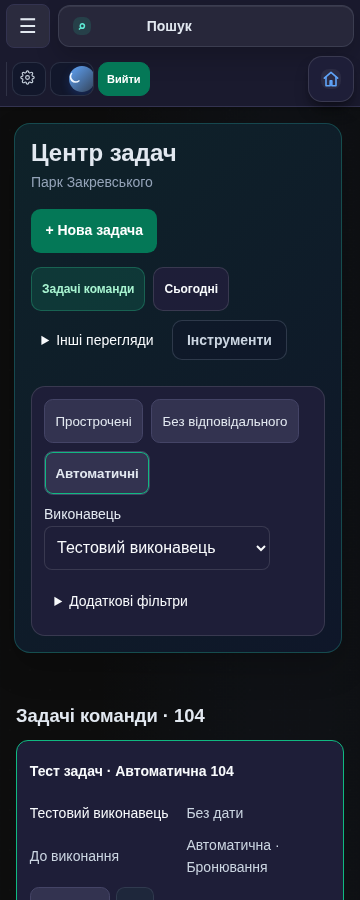 Пошук
Вийти
Центр задач
Парк Закревського
+ Нова задача
Задачі команди
Сьогодні
Інші перегляди
Інструменти
Прострочені
Без відповідального
Автоматичні
Виконавець
Тестовий виконавець
Додаткові фільтри
Задачі команди · 104
Тест задач · Автоматична 104
Тестовий виконавець
Без дати
До виконання
Автоматична ·
Бронювання